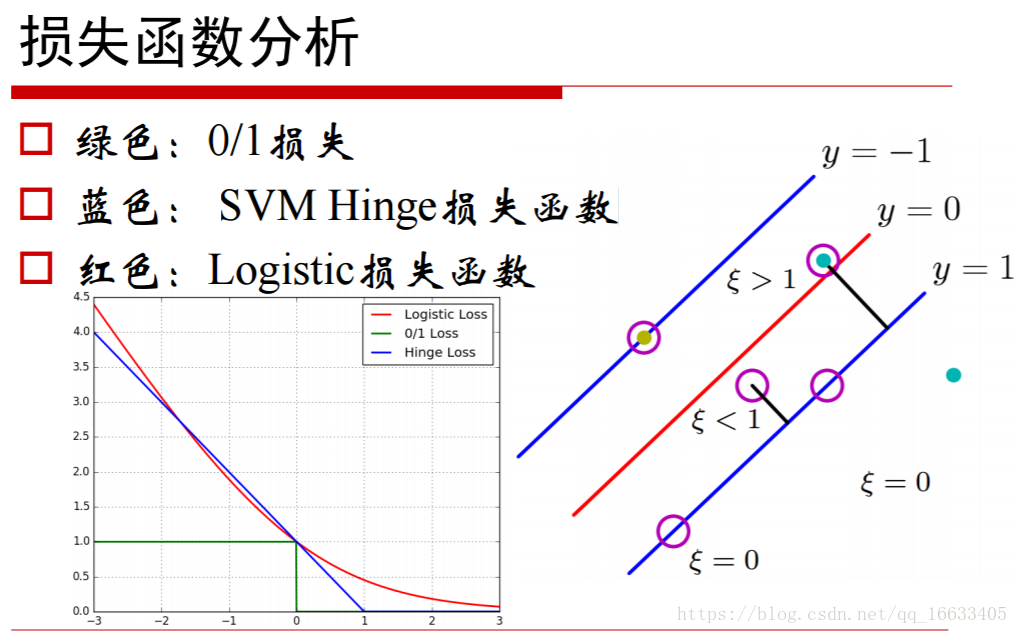 损失函数分析
绿色：0/1损失
蓝色： SVM Hinge损失函数
红色：Logistic损失函数
4.5
4.0
3.5
3.0
2.5
2.0
1.5
1.0
0.5
0.0
−3 −2 −1 0 1 2 3
Logistic Loss
0/1 Loss
Hinge Loss
y = −1
y = 0
y = 1
ξ > 1
ξ < 1
ξ = 0
ξ = 0
https://blog.csdn.net/qq_16633405